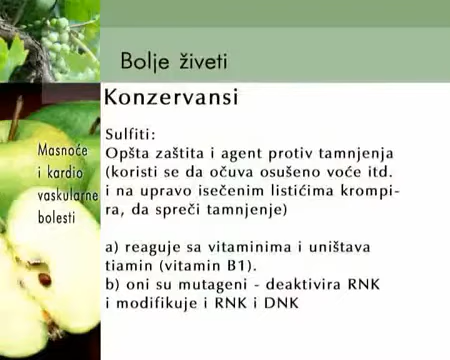 Bolje živeti
Konzervansi
Masnoće
i kardio
vaskularne
bolesti
Sulfiti:
Opšta zaštita i agent protiv tamnjenja
(koristi se da očuva osušeno voće itd.
i na upravo isečenim listićima krompi-
ra, da spreči tamnjenje)
a) reaguje sa vitaminima i uništava
tiamin (vitamin B1).
b) oni su mutageni - deaktivira RNK
i modifikuje i RNK i DNK